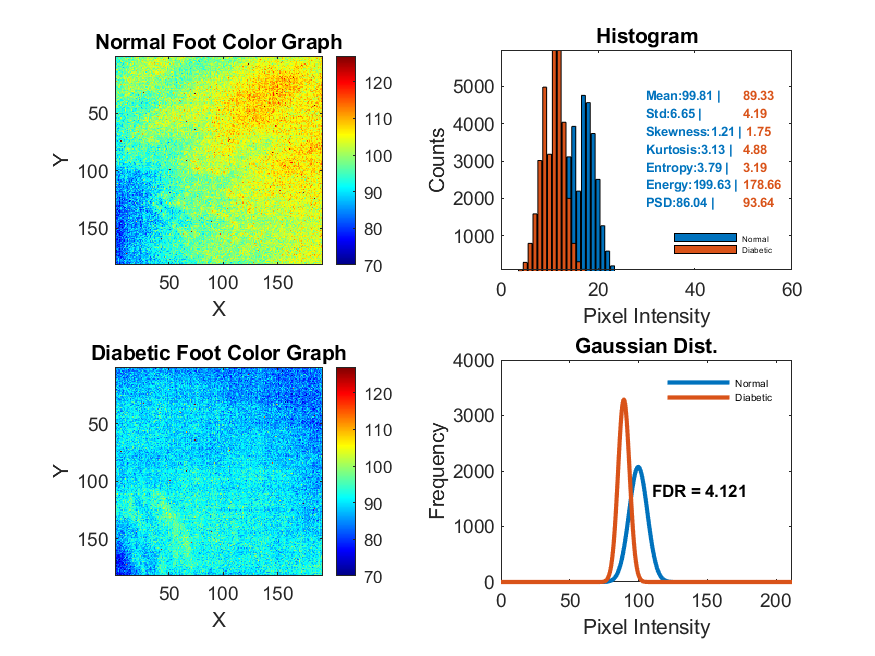 Normal Foot Color Graph
50
100
150
Y
50 100 150
X
120
110
100
90
80
70
Histogram
5000
4000
3000
2000
1000
Counts
Mean:99.81 | 89.33
Std:6.65 | 4.19
Skewness:1.21 | 1.75
Kurtosis:3.13 | 4.88
Entropy:3.79 | 3.19
Energy:199.63 | 178.66
PSD:86.04 | 93.64
Normal
Diabetic
0 20 40 60
Pixel Intensity
Diabetic Foot Color Graph
50
100
150
Y
50 100 150
X
120
110
100
90
80
70
Gaussian Dist.
4000
3000
2000
1000
0
Frequency
Normal
Diabetic
FDR = 4.121
0 50 100 150 200
Pixel Intensity